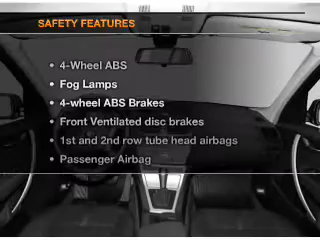 SAFETY FEATURES
• 4-Wheel ABS
• Fog Lamps
• 4-wheel ABS Brakes
• Front Ventilated disc brakes
• 1st and 2nd row tube head airbags
• Passenger Airbag